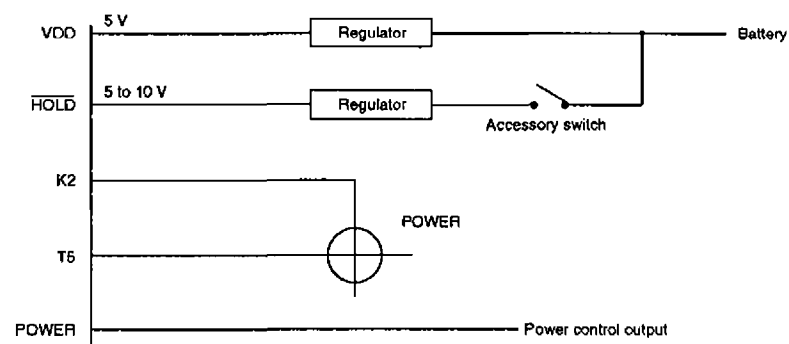 VDD 5 V Regulator Battery
HOLD 5 to 10 V Regulator
Accessory switch
K2
POWER
T5
POWER Power control output